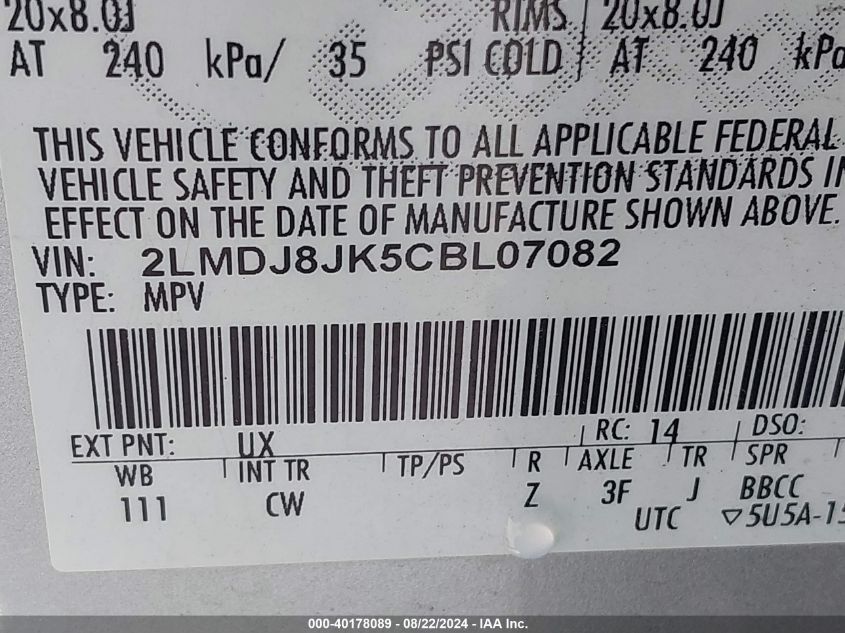 20x8.0J RIMS 20x8.0J
AT 240 kPa/ 35 PSI COLD AT 240 kPa
THIS VEHICLE CONFORMS TO ALL APPLICABLE FEDERAL
VEHICLE SAFETY AND THEFT PREVENTION STANDARDS IN
EFFECT ON THE DATE OF MANUFACTURE SHOWN ABOVE.
VIN: 2LMDJ8JK5CBL07082
TYPE: MPV
EXT PNT: UX RC: 14 DSO:
WB INT TR TP/PS R AXLE TR SPR
111 CW Z 3F J BBCC
UTC ▽5U5A-15
000-40178089 - 08/22/2024 - IAA Inc.